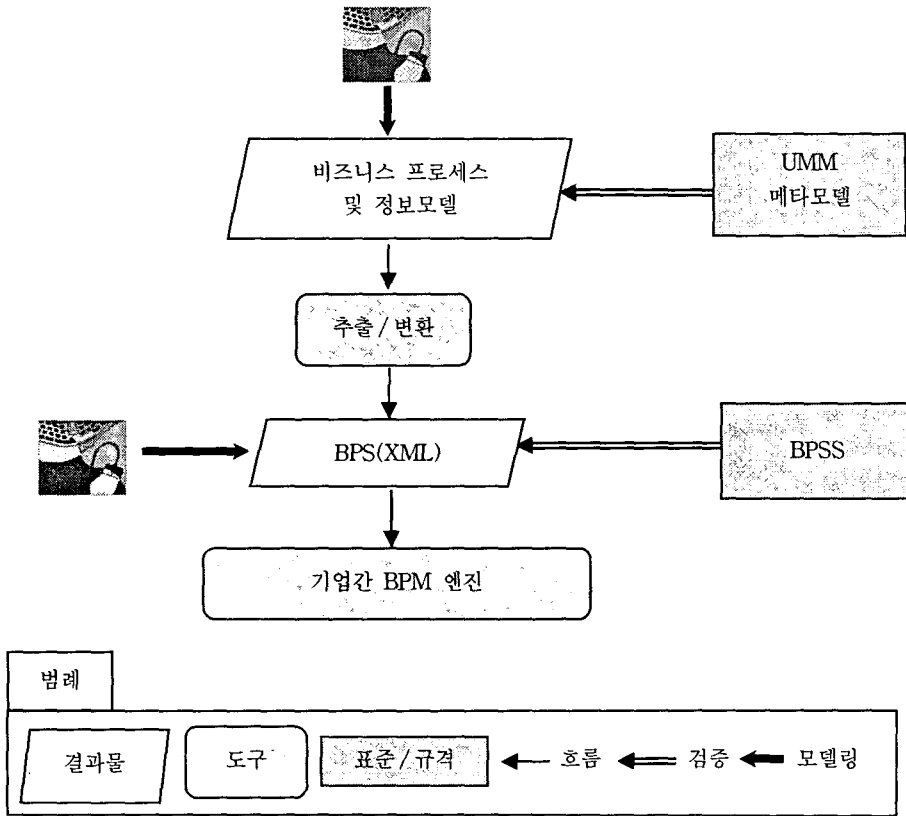 비즈니스 프로세스
및 정보모델
UMM
메타모델
추출/변환
BPS(XML)
BPSS
기업간 BPM 엔진
범례
결과물
도구
표준/규격
흐름
검증
모델링